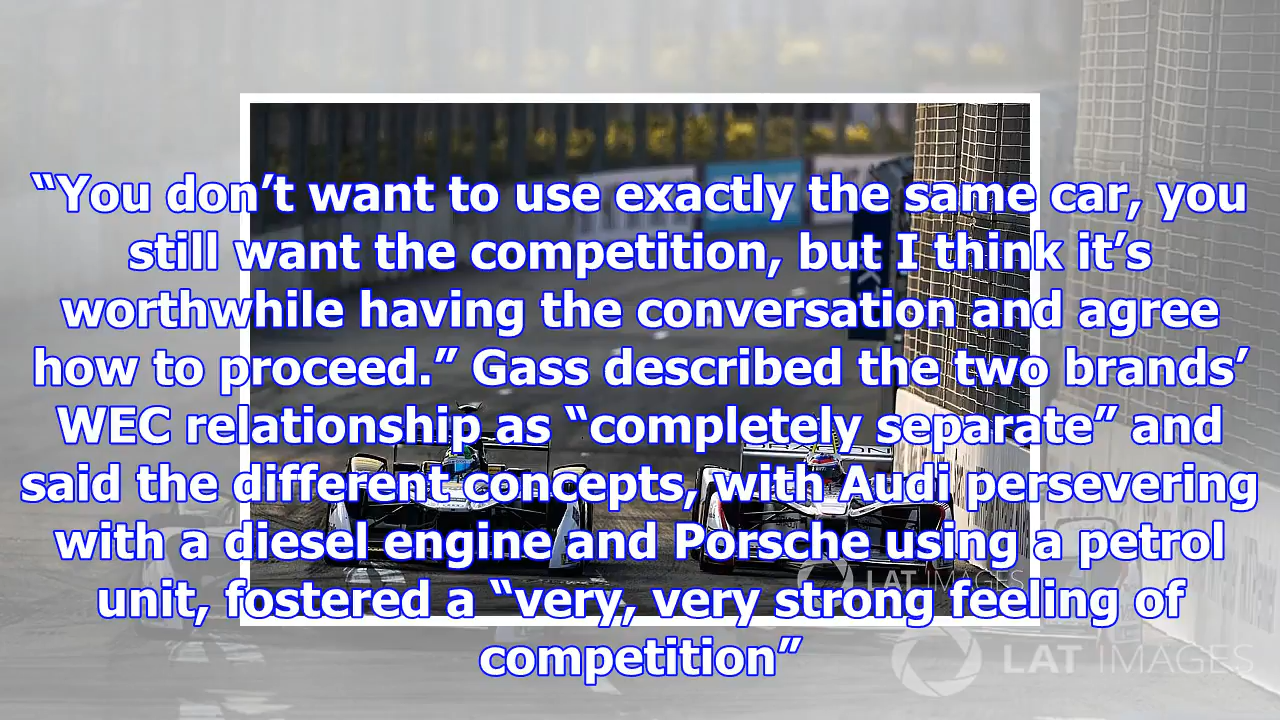 “You don’t want to use exactly the same car, you
still want the competition, but I think it’s
worthwhile having the conversation and agree
how to proceed.” Gass described the two brands’
WEC relationship as “completely separate” and
said the different concepts, with Audi persevering
with a diesel engine and Porsche using a petrol
unit, fostered a “very, very strong feeling of
competition”
LAT IMAGES
LAT IMAGES